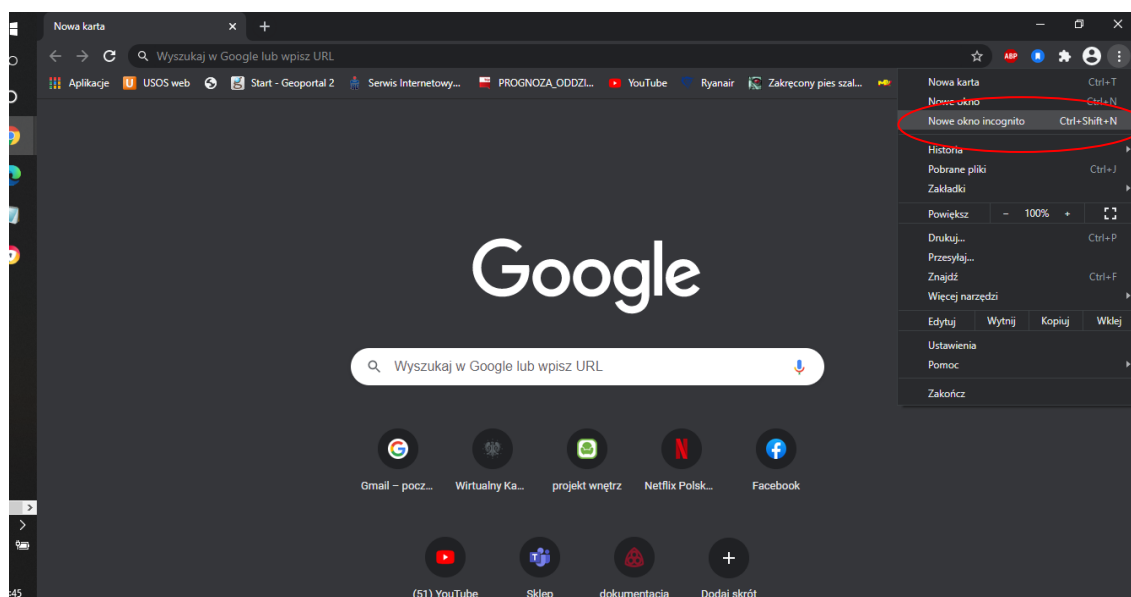 Nowa karta
Wyszukaj w Google lub wpisz URL
ABP
Aplikacje USOS web Start - Geoportal 2 Serwis Internetowy... PROGNOZA_ODDZI... YouTube Ryanair Zakręcony pies szal...
Nowa karta Ctrl+T
Nowe okno Ctrl+N
Nowe okno incognito Ctrl+Shift+N
Historia
Pobrane pliki Ctrl+J
Zakładki
Powiększ - 100% +
Drukuj... Ctrl+P
Przesyłaj...
Znajdź Ctrl+F
Więcej narzędzi
Edytuj Wytnij Kopiuj Wklej
Ustawienia
Pomoc
Zakończ
Google
Wyszukaj w Google lub wpisz URL
Gmail – pocz... Wirtualny Ka... projekt wnętrz Netflix Polsk... Facebook
(51) YouTube Sklep dokumentacja Dodaj skrót
:45